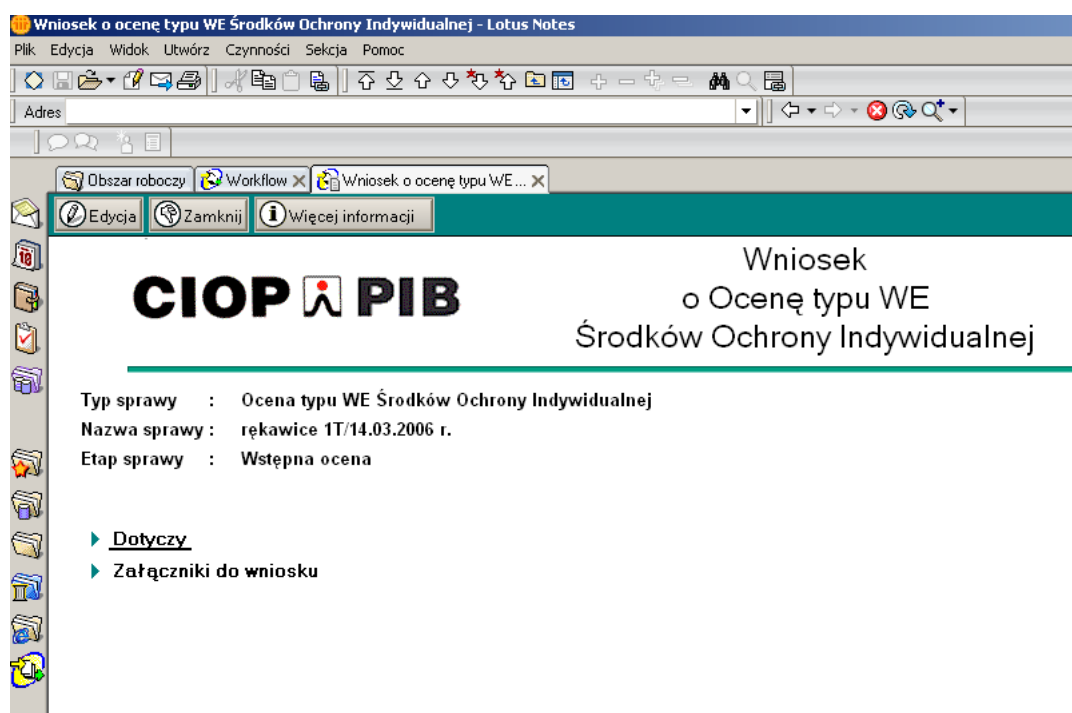 Wniosek o ocenę typu WE Środków Ochrony Indywidualnej - Lotus Notes
Plik Edycja Widok Utwórz Czynności Sekcja Pomoc
Adres
Obszar roboczy Workflow Wniosek o ocenę typu WE...
Edycja Zamknij Więcej informacji
18
CIOP PIB
Wniosek
o Ocenę typu WE
Środków Ochrony Indywidualnej
Typ sprawy : Ocena typu WE Środków Ochrony Indywidualnej
Nazwa sprawy : rękawice 1T/14.03.2006 r.
Etap sprawy : Wstępna ocena
Dotyczy
Załączniki do wniosku